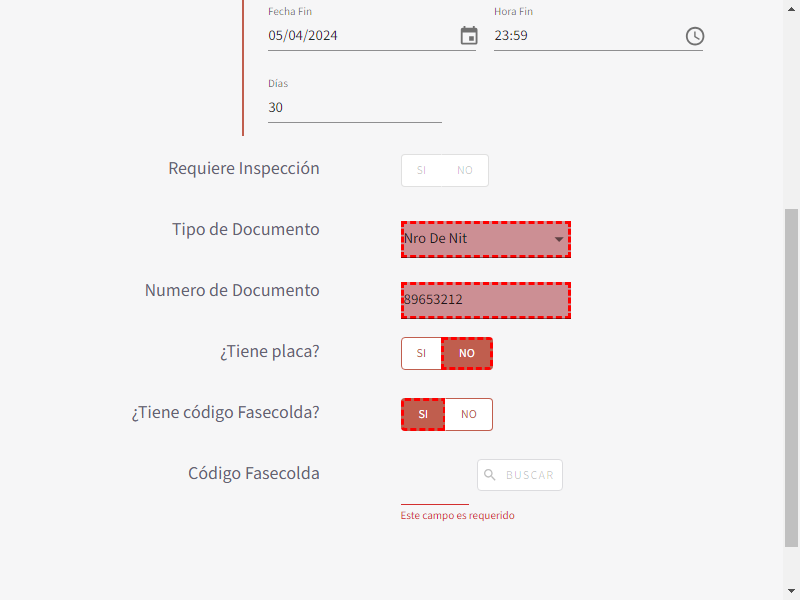 Fecha Fin Hora Fin
05/04/2024 23:59
Días
30
Requiere Inspección SI NO
Tipo de Documento Nro De Nit
Numero de Documento 89653212
¿Tiene placa? SI NO
¿Tiene código Fasecolda? SI NO
Código Fasecolda BUSCAR
Este campo es requerido